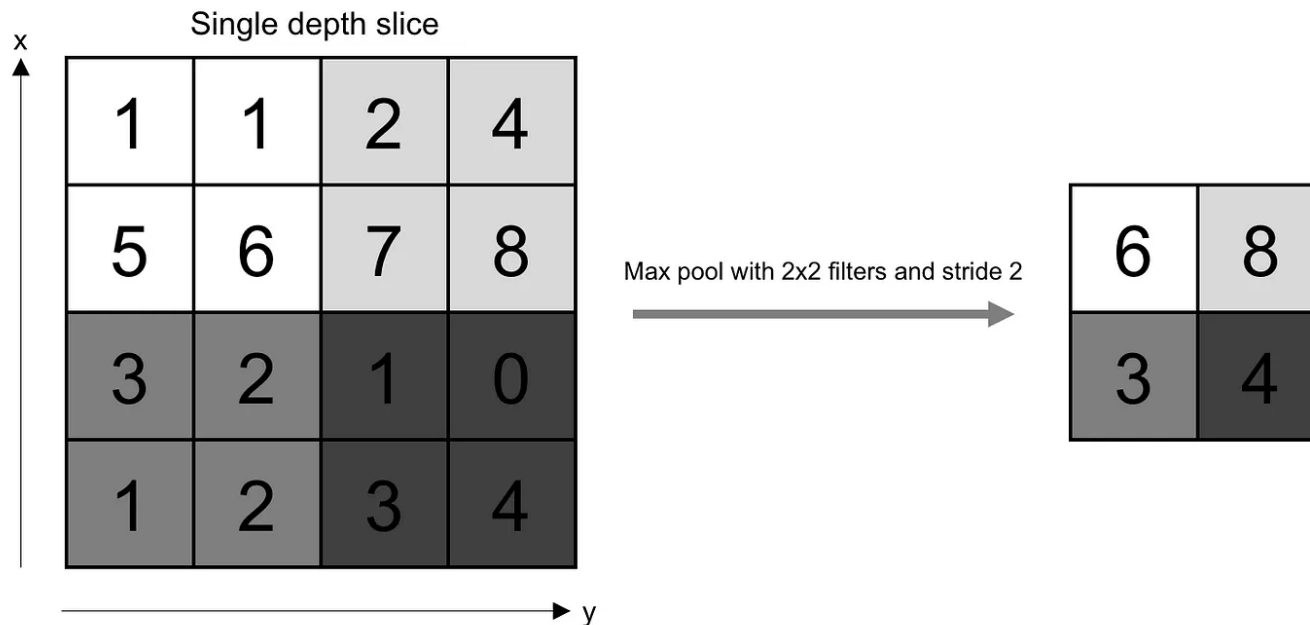 Single depth slice
x
1 1 2 4
5 6 7 8
3 2 1 0
1 2 3 4
y
Max pool with 2x2 filters and stride 2
6 8
3 4